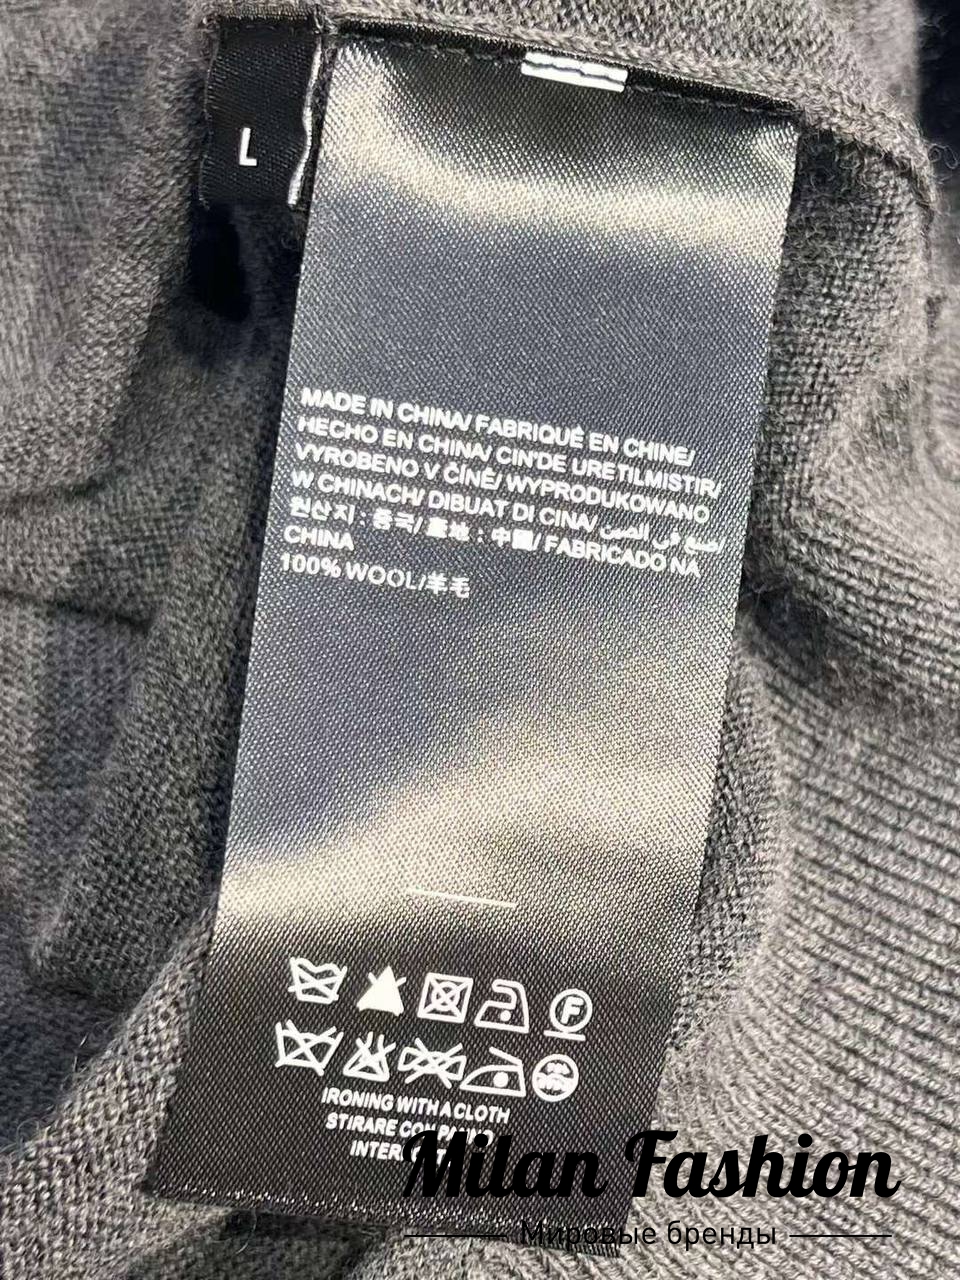 L
MADE IN CHINA/ FABRIQUÉ EN CHINE/
HECHO EN CHINA/ CIN'DE URETILMISTIR/
VYROBENO V ČÍNĚ/ WYPRODUKOWANO
W CHINACH/ DIBUAT DI CINA/ اصنع في الصين/
원산지 : 중국/ 産地 : 中國/ FABRICADO NA
CHINA
100% WOOL/羊毛
F
IRONING WITH A CLOTH
STIRARE CON PANNO
Milan Fashion
Мировые бренды